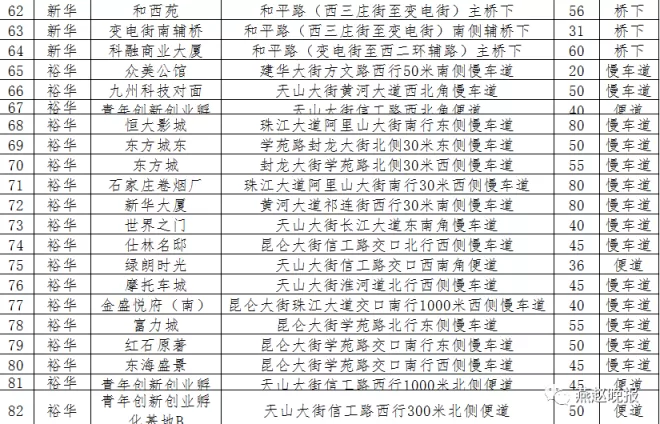 62 新华 和西苑 和平路（西三庄街至变电街）主桥下 56 桥下
63 新华 变电街南辅桥 和平路（西三庄街至变电街）南侧辅桥下 31 桥下
64 新华 科融商业大厦 和平路（变电街至西二环辅路）主桥下 60 桥下
65 裕华 众美公馆 建华大街方文路西行50米南侧慢车道 20 慢车道
66 裕华 九州科技对面 天山大街黄河大道西北角慢车道 50 慢车道
67 裕华 青年创新创业孵 天山大街信工路西北角便道 40 便道
68 裕华 恒大影城 珠江大道阿里山大街南行东侧慢车道 80 慢车道
69 裕华 东方城东 学苑路封龙大街北侧30米东侧慢车道 50 慢车道
70 裕华 东方城 封龙大街学苑路北侧30米西侧慢车道 55 慢车道
71 裕华 石家庄卷烟厂 珠江大道阿里山大街南行30米西侧慢车道 80 慢车道
72 裕华 新华大厦 黄河大道祁连街西行30米南侧慢车道 80 慢车道
73 裕华 世界之门 天山大街长江大道东南角慢车道 40 慢车道
74 裕华 仕林名邸 昆仑大街信工路交口北行西侧慢车道 45 慢车道
75 裕华 绿朗时光 天山大街信工路交口西南角便道 36 便道
76 裕华 摩托车城 天山大街淮河道北行西侧慢车道 45 慢车道
77 裕华 金盛悦府（南） 昆仑大街珠江大道交口南行1000米西侧慢车道 40 慢车道
78 裕华 富力城 昆仑大街学苑路北行东侧慢车道 55 慢车道
79 裕华 红石原著 昆仑大街学苑路南行东侧慢车道 50 慢车道
80 裕华 东海盛景 昆仑大街学苑路南行东侧慢车道 45 慢车道
81 裕华 青年创新创业孵 天山大街信工路西行1000米北侧便道 45 便道
82 裕华 青年创新创业孵化基地B 天山大街信工路西行300米北侧便道 50 便道
燕赵晚报